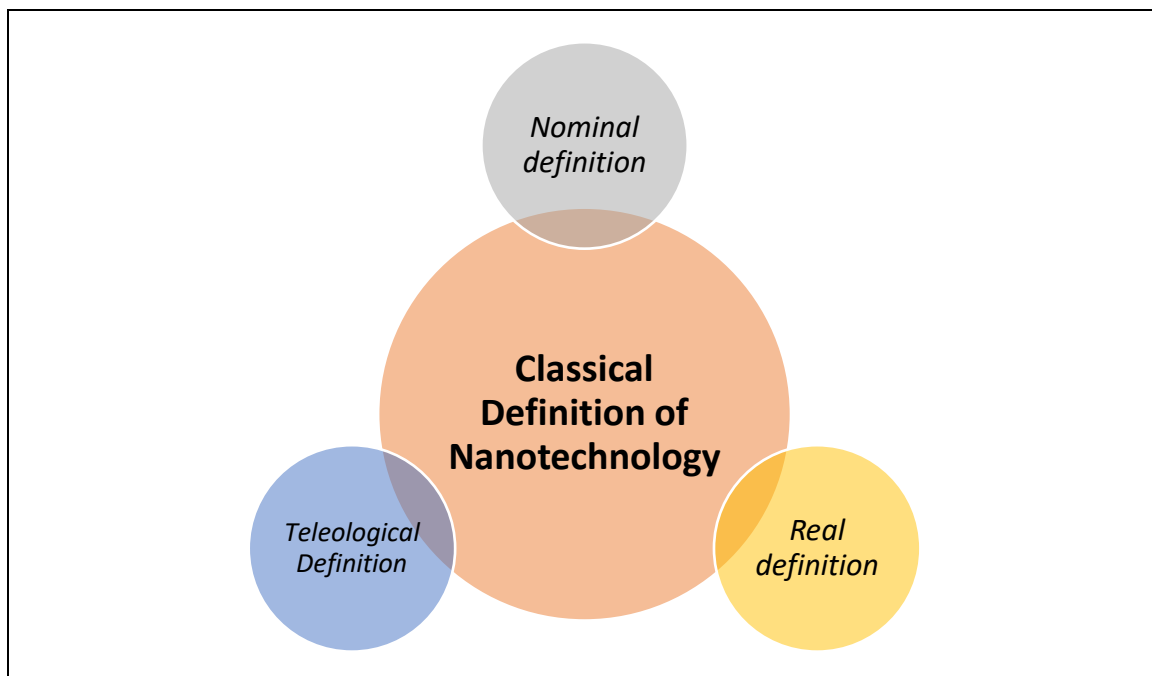 Nominal
definition
Classical
Definition of
Nanotechnology
Teleological
Definition
Real
definition